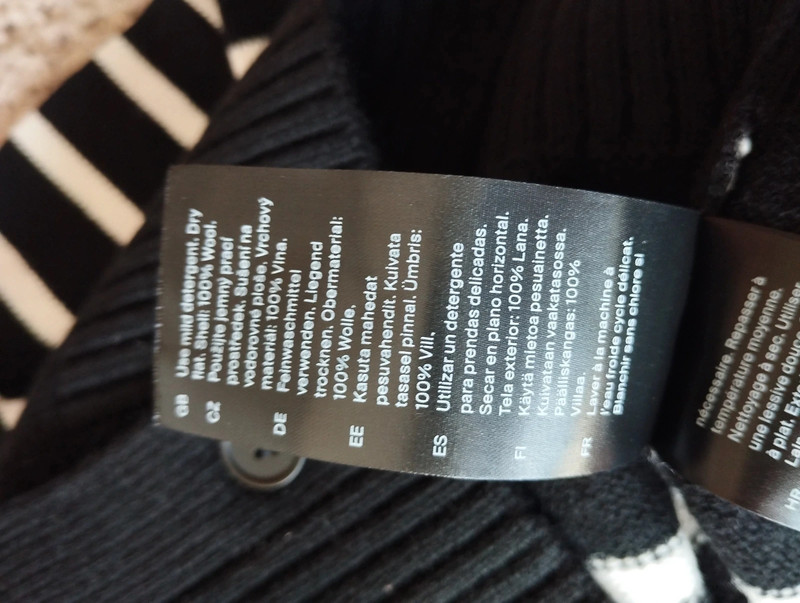 GB Use mild detergent. Dry
flat. Shell: 100% Wool.
CZ Použijte jemný prací
prostředek. Sušení na
vodorovné ploše. Vrchový
materiál: 100% Vlna.
DE Feinwaschmittel
verwenden. Liegend
trocknen. Obermaterial:
100% Wolle.
EE Kasuta mahedat
pesuvahendit. Kuivata
tasasel pinnal. Ümbris:
100% Vill.
ES Utilizar un detergente
para prendas delicadas.
Secar en plano horizontal.
Tela exterior: 100% Lana.
FI Käytä mietoa pesuainetta.
Kuivataan vaakatasossa.
Päälliskangas: 100%
Villaa.
FR Laver à la machine à
l'eau froide cycle délicat.
Blanchir sans chlore si
nécessaire. Repasser à
température moyenne.
Nettoyage à sec. Utiliser
une lessive douce
à plat. Ext
Lai
HR